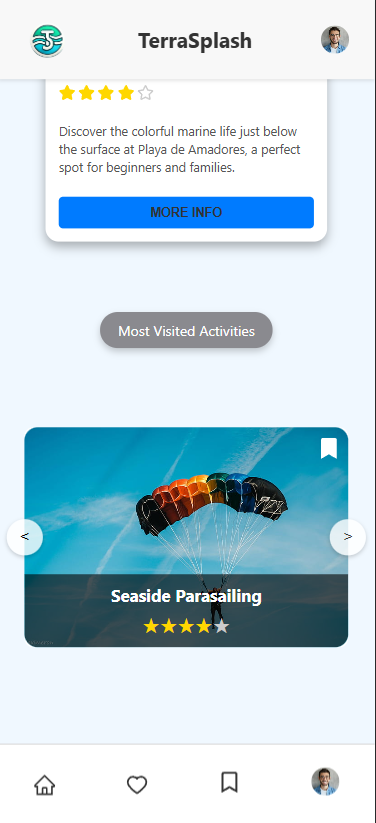 TerraSplash
Discover the colorful marine life just below
the surface at Playa de Amadores, a perfect
spot for beginners and families.
MORE INFO
Most Visited Activities
<
>
Seaside Parasailing